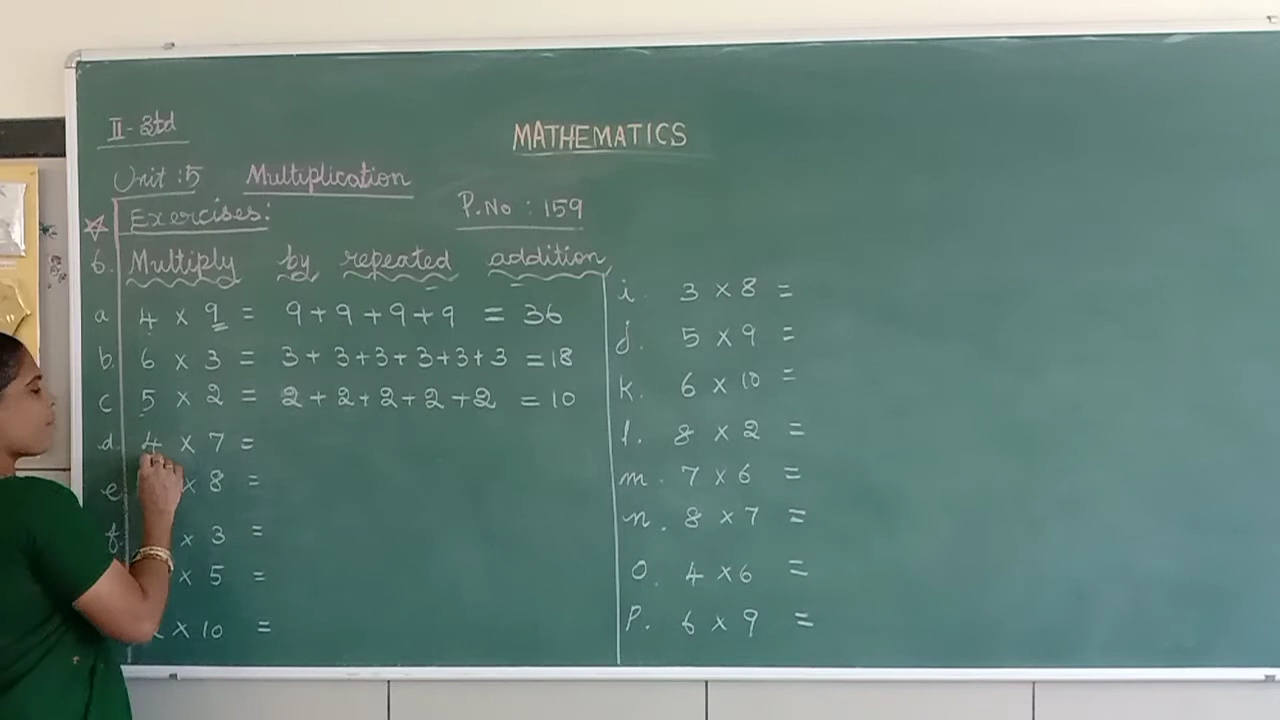 II - Std
MATHEMATICS
Unit : 5 Multiplication
Exercises:
P.No : 159
6. Multiply by repeated addition
a 4 × 9 = 9+9+9+9 = 36
b. 6 × 3 = 3+3+3+3+3+3 = 18
c 5 × 2 = 2+2+2+2+2 = 10
d. 4 × 7 =
e. × 8 =
f. × 3 =
× 5 =
× 10 =
i. 3 × 8 =
j. 5 × 9 =
k. 6 × 10 =
l. 8 × 2 =
m. 7 × 6 =
n. 8 × 7 =
o. 4 × 6 =
p. 6 × 9 =